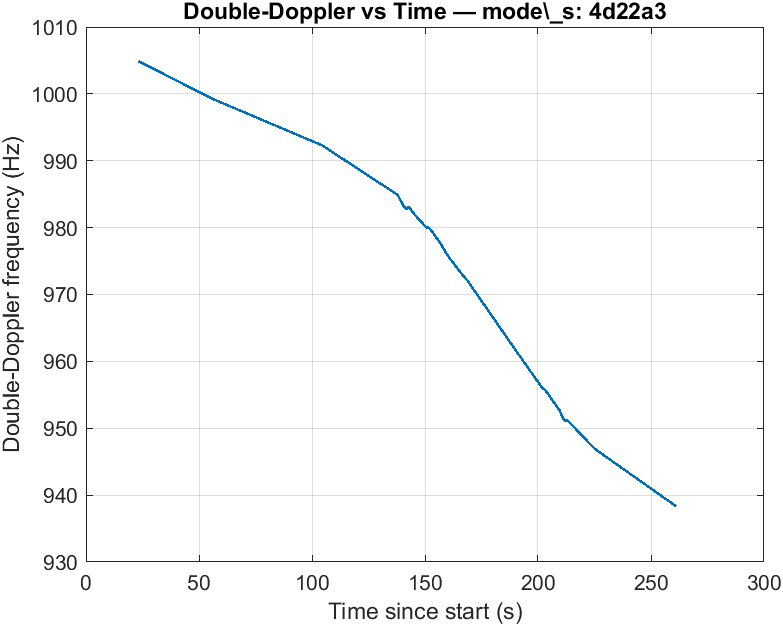 Double-Doppler vs Time — mode\_s: 4d22a3
1010
1000
990
980
970
960
950
940
930
Double-Doppler frequency (Hz)
0 50 100 150 200 250 300
Time since start (s)